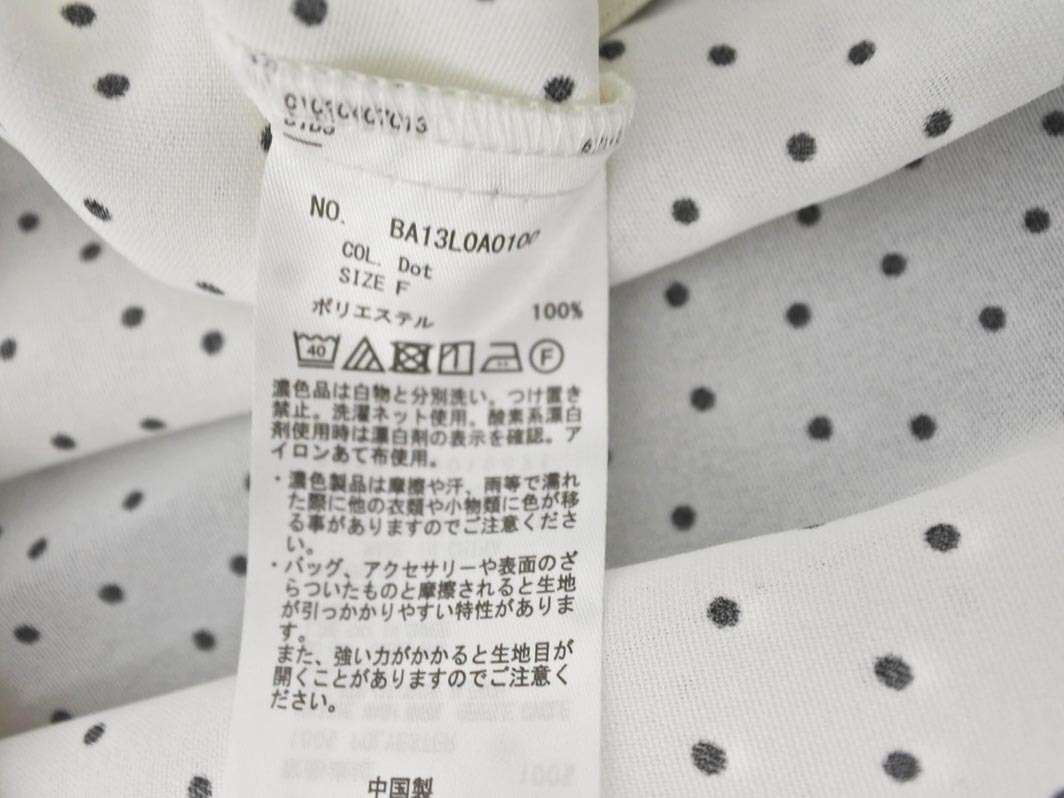 NO. BA13L0A0100
COL. Dot
SIZE F
ポリエステル 100%
40
F
濃色品は白物と分別洗い。つけ置き
禁止。洗濯ネット使用。酸素系漂白
剤使用時は漂白剤の表示を確認。ア
イロンあて布使用。
・濃色製品は摩擦や汗、雨等で濡れ
た際に他の衣類や小物類に色が移
る事がありますのでご注意くださ
い。
・バッグ、アクセサリーや表面のざ
らついたものと摩擦されると生地
が引っかかりやすい特性がありま
す。
また、強い力がかかると生地目が
開くことがありますのでご注意く
ださい。
中国製